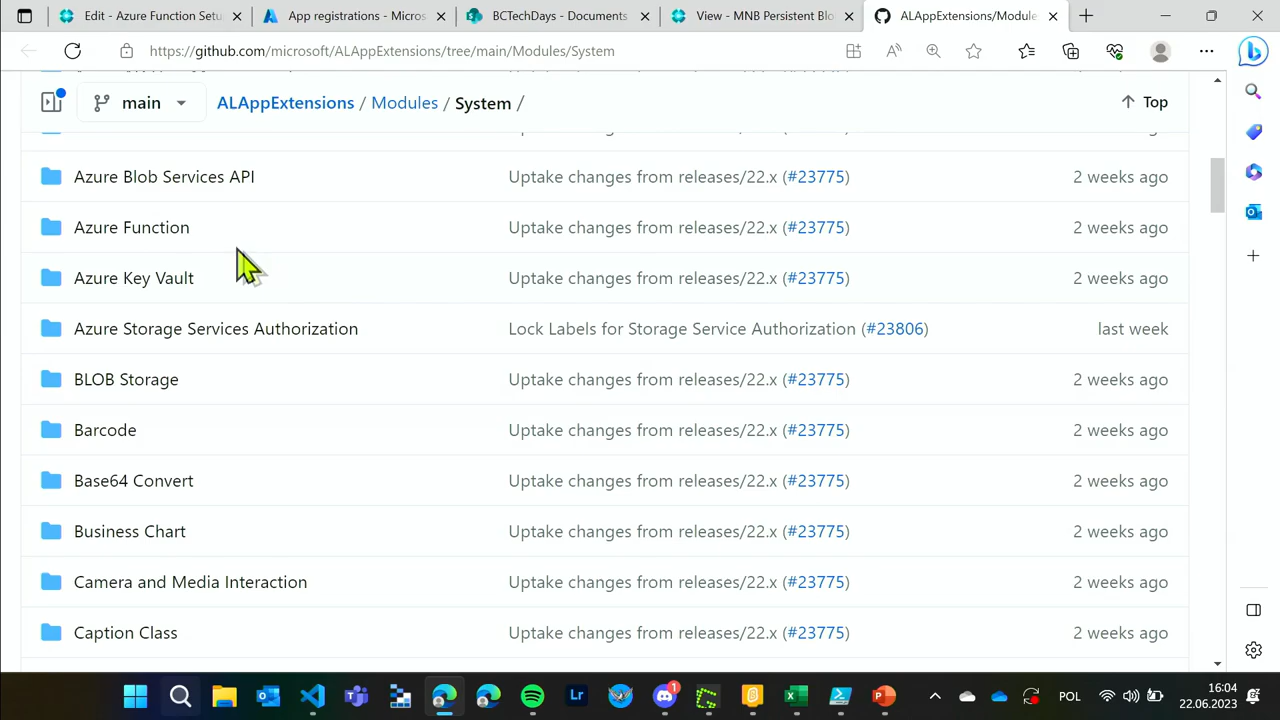 Edit - Azure Function Setu
App registrations - Micros
BCTechDays - Documents
View - MNB Persistent Blo
ALAppExtensions/Module
https://github.com/microsoft/ALAppExtensions/tree/main/Modules/System
main
ALAppExtensions / Modules / System /
Top
Azure Blob Services API Uptake changes from releases/22.x (#23775) 2 weeks ago
Azure Function Uptake changes from releases/22.x (#23775) 2 weeks ago
Azure Key Vault Uptake changes from releases/22.x (#23775) 2 weeks ago
Azure Storage Services Authorization Lock Labels for Storage Service Authorization (#23806) last week
BLOB Storage Uptake changes from releases/22.x (#23775) 2 weeks ago
Barcode Uptake changes from releases/22.x (#23775) 2 weeks ago
Base64 Convert Uptake changes from releases/22.x (#23775) 2 weeks ago
Business Chart Uptake changes from releases/22.x (#23775) 2 weeks ago
Camera and Media Interaction Uptake changes from releases/22.x (#23775) 2 weeks ago
Caption Class Uptake changes from releases/22.x (#23775) 2 weeks ago
Lr
1
POL
16:04
22.06.2023